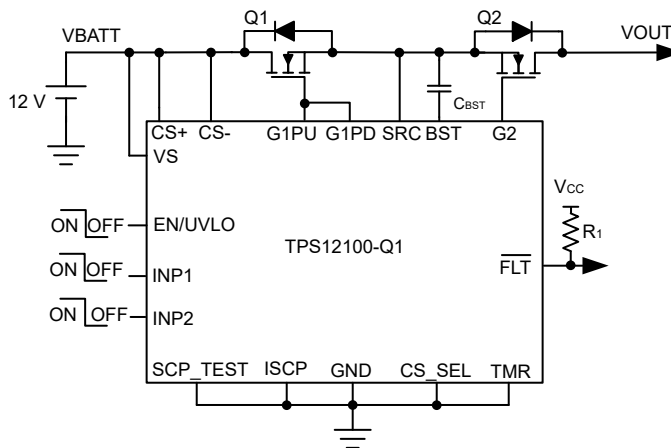 Q1
Q2
VBATT
VOUT
12 V
CBST
CS+
CS-
G1PU
G1PD
SRC
BST
G2
VS
VCC
ON
OFF
EN/UVLO
R1
TPS12100-Q1
ON
OFF
INP1
FLT
ON
OFF
INP2
SCP_TEST
ISCP
GND
CS_SEL
TMR